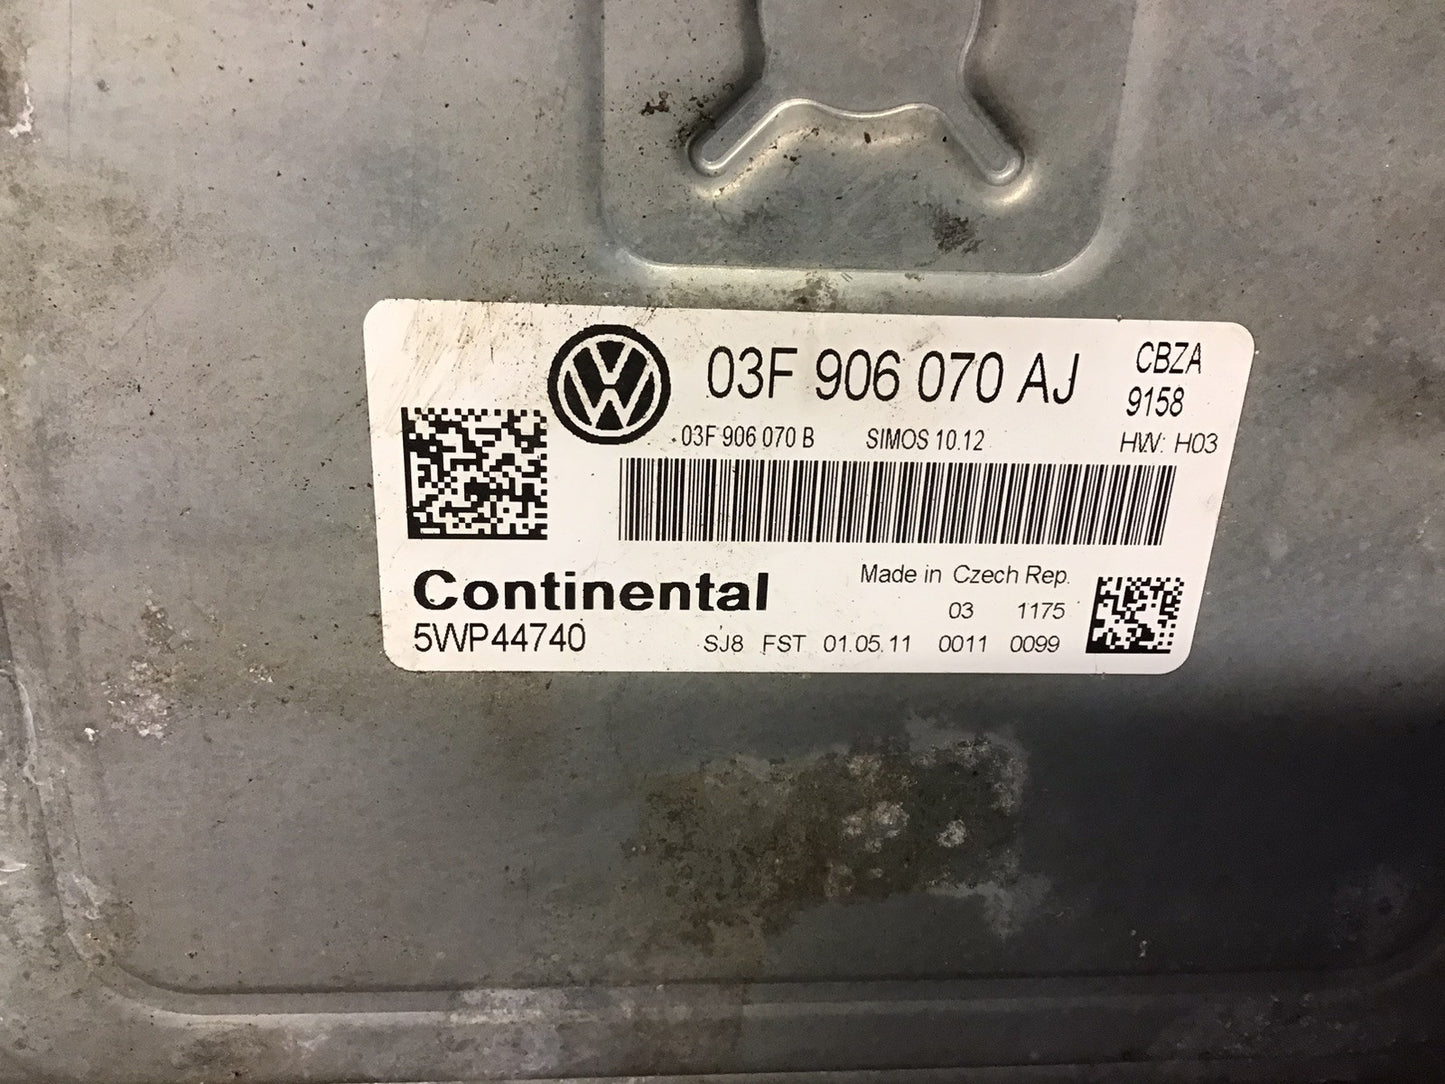 03F 906 070 AJ CBZA
9158
03F 906 070 B SIMOS 10.12 HW: H03
Continental Made in Czech Rep.
03 1175
5WP44740 SJ8 FST 01.05.11 0011 0099